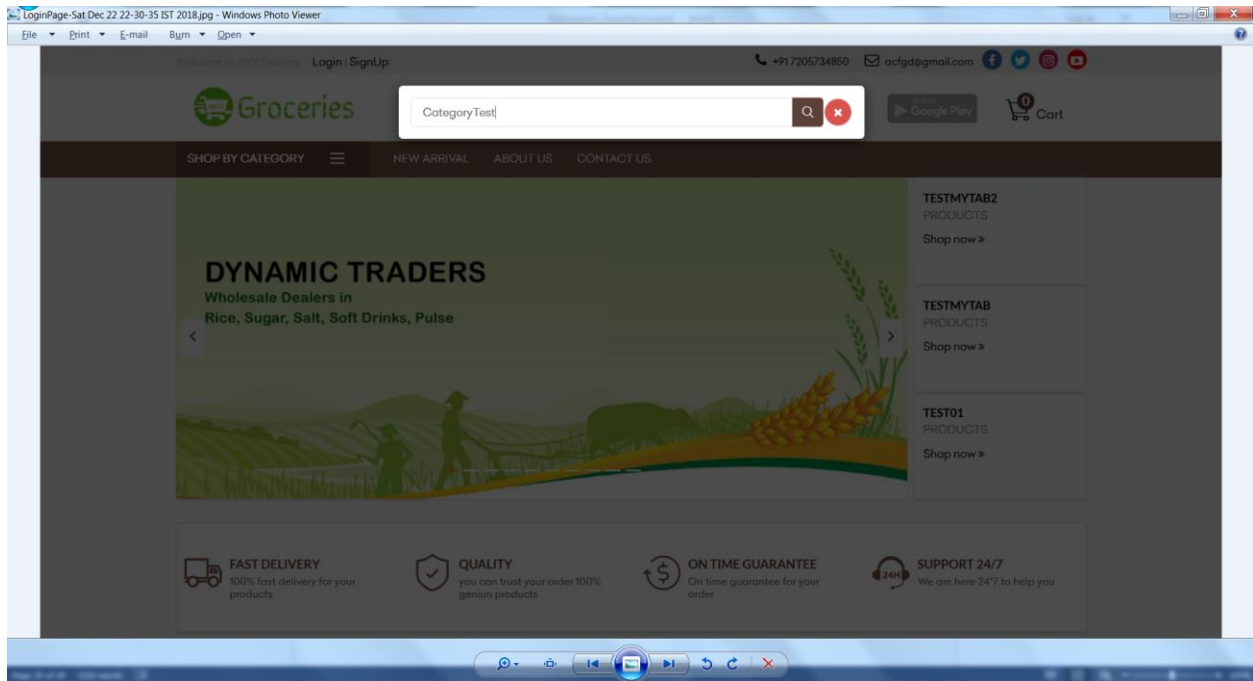 LoginPage-Sat Dec 22 22-30-35 IST 2018.jpg - Windows Photo Viewer
File Print E-mail Burn Open
Login | SignUp +91 7205734850 acfgd@gmail.com
Groceries CategoryTest Google Play 0 Cart
SHOP BY CATEGORY NEW ARRIVAL ABOUT US CONTACT US
TESTMYTAB2
PRODUCTS
Shop now »
DYNAMIC TRADERS
Wholesale Dealers in
Rice, Sugar, Salt, Soft Drinks, Pulse
TESTMYTAB
PRODUCTS
Shop now »
TEST01
PRODUCTS
Shop now »
FAST DELIVERY
100% fast delivery for your
products
QUALITY
you can trust your order 100%
geniun products
ON TIME GUARANTEE
On time guarantee for your
order
24H
SUPPORT 24/7
We are here 24*7 to help you